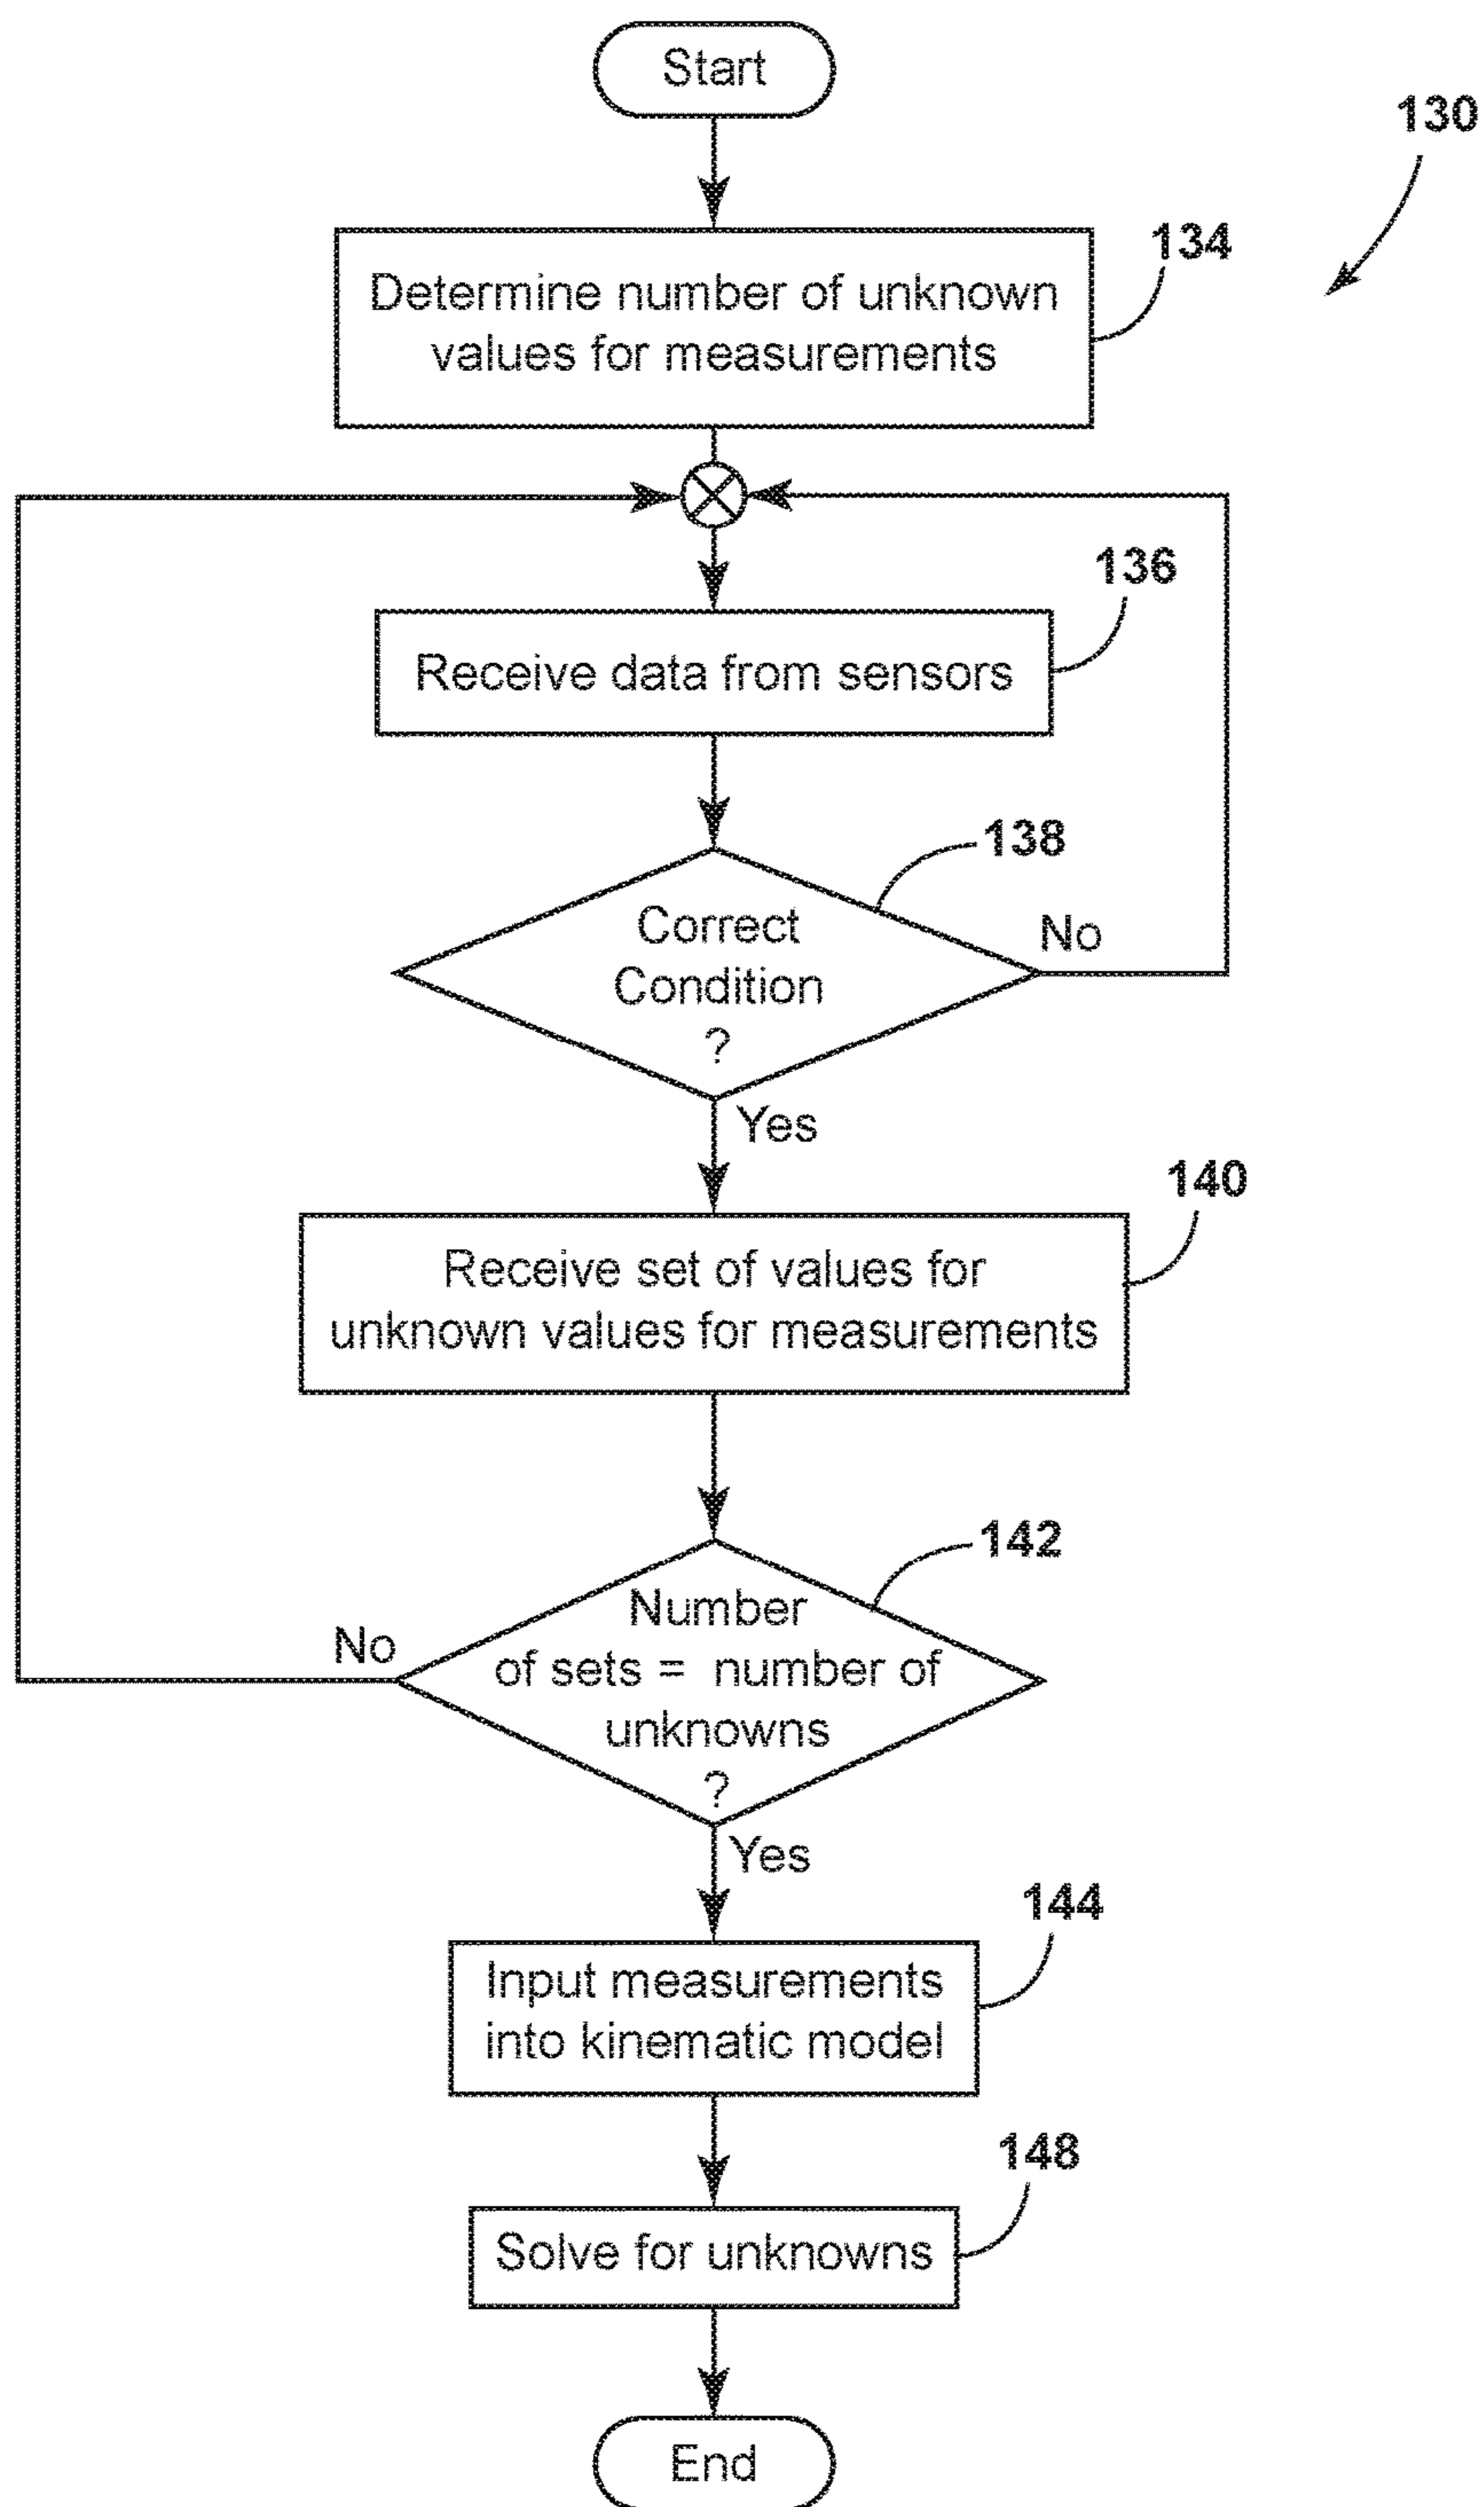 Start
130
134
Determine number of unknown
values for measurements
136
Receive data from sensors
138
Correct
Condition
?
No
Yes
140
Receive set of values for
unknown values for measurements
142
Number
of sets = number of
unknowns
?
No
Yes
144
Input measurements
into kinematic model
148
Solve for unknowns
End